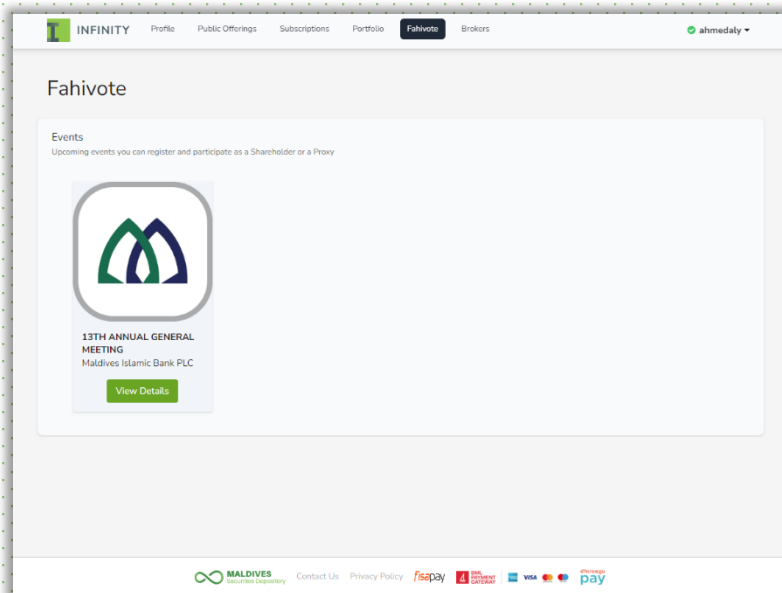 INFINITY Profile Public Offerings Subscriptions Portfolio Fahivote Brokers ahmedaly
Fahivote
Events
Upcoming events you can register and participate as a Shareholder or a Proxy
13TH ANNUAL GENERAL
MEETING
Maldives Islamic Bank PLC
View Details
MALDIVES
Securities Depository
Contact Us Privacy Policy fisapay
BML
PAYMENT
GATEWAY
VISA
dhiraagu
pay